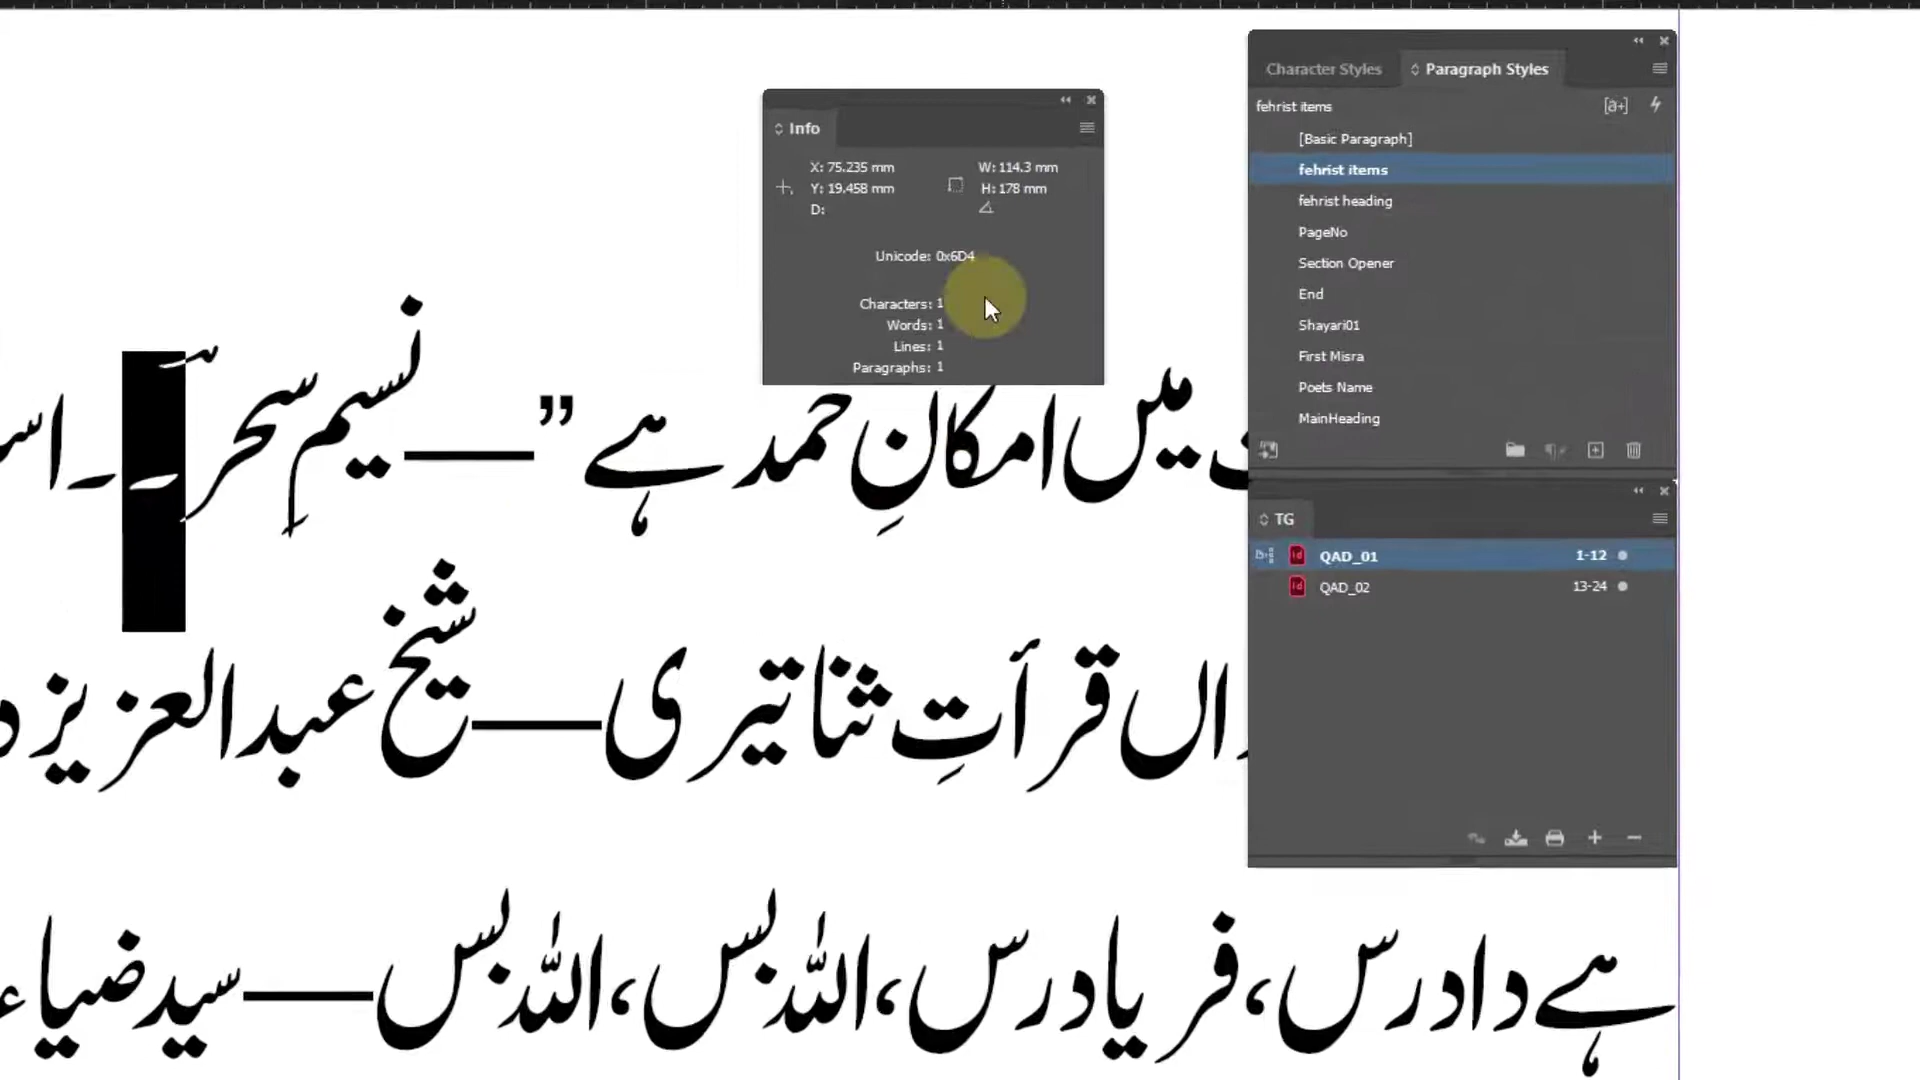 Character Styles
Paragraph Styles
fehrist items
[a+]
[Basic Paragraph]
fehrist items
fehrist heading
PageNo
Section Opener
End
Shayari01
First Misra
Poets Name
MainHeading
Info
X: 75.235 mm
W: 114.3 mm
Y: 19.458 mm
H: 178 mm
D:
Unicode: 0x6D4
Characters: 1
Words: 1
Lines: 1
Paragraphs: 1
TG
QAD_01 1-12
QAD_02 13-24
میں امکانِ حمد ہے ”—نسیمِ سحرؔ۔۔
قرأتِ ثنا تیری—شیخ عبدالعزیز
ہے دادرس، فریادرس، اللہ بس، اللہ بس—سید ضیاء